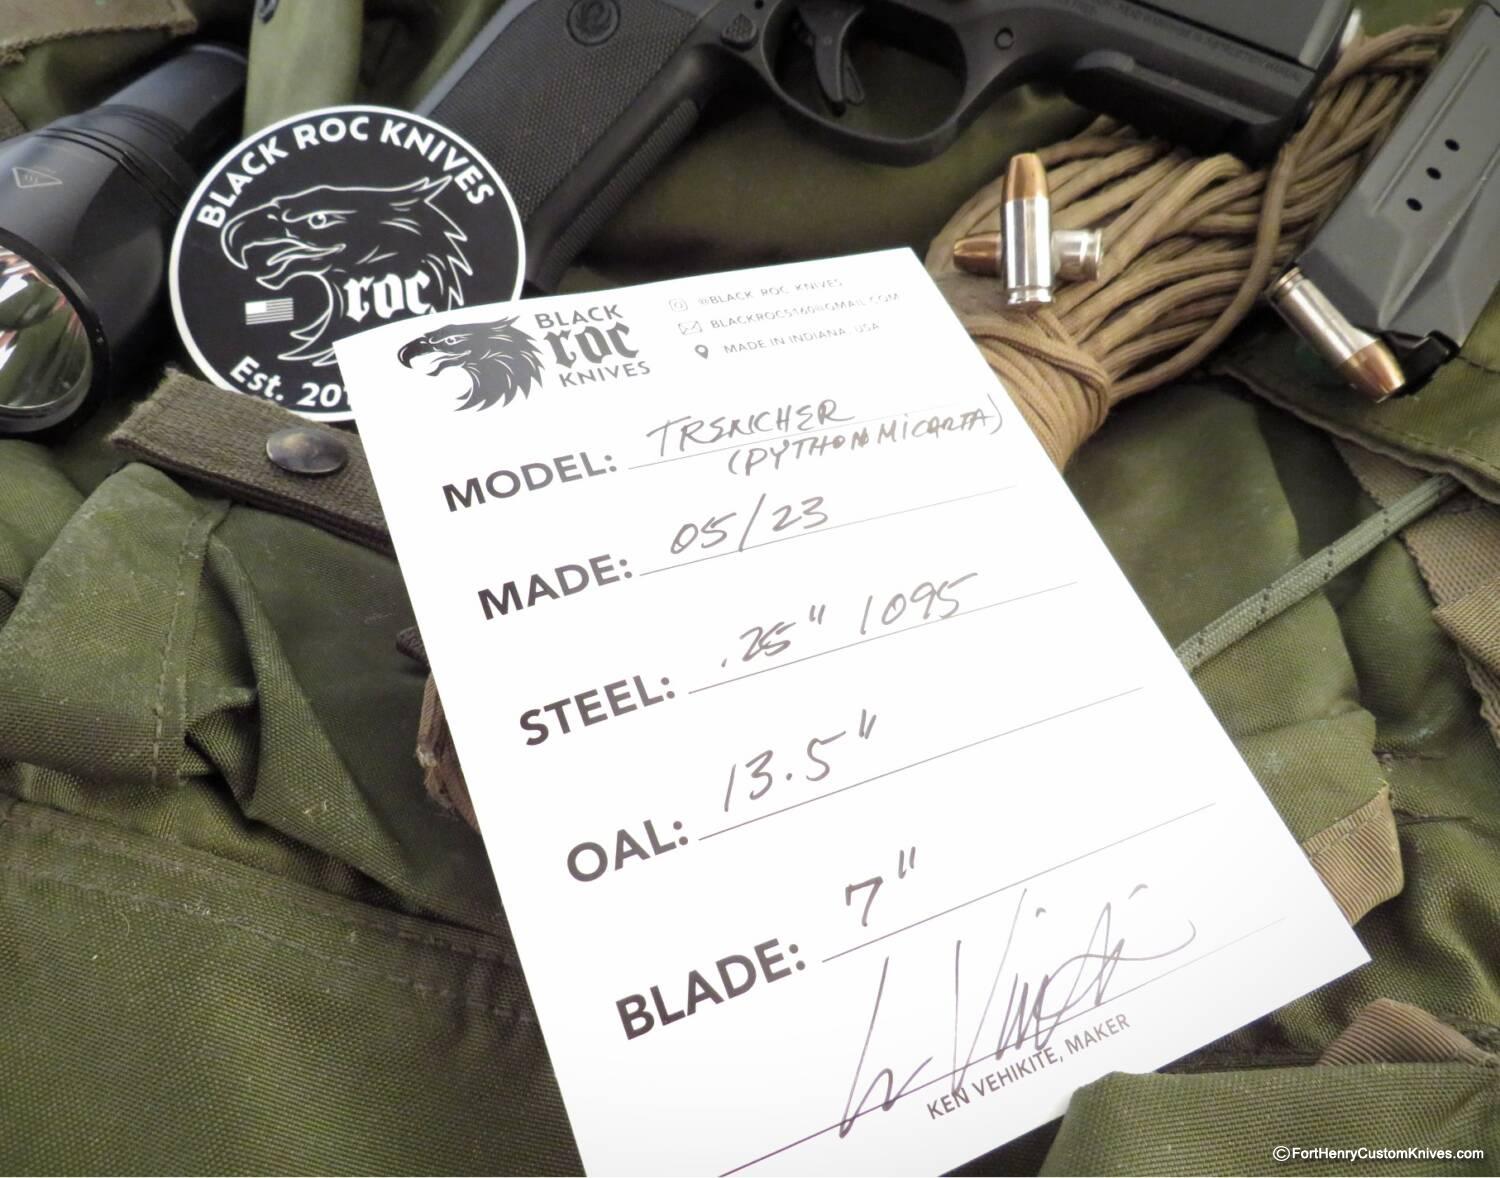 BLACK ROC KNIVES
roc
Est. 201
BLACK
roc
KNIVES
@BLACK_ROC_KNIVES
BLACKROC5160@GMAIL.COM
MADE IN INDIANA, USA
MODEL: TRENCHER
(PYTHON MICARTA)
MADE: 05/23
STEEL: .25" 1095
OAL: 13.5"
BLADE: 7"
KEN VEHIKITE, MAKER
©FortHenryCustomKnives.com